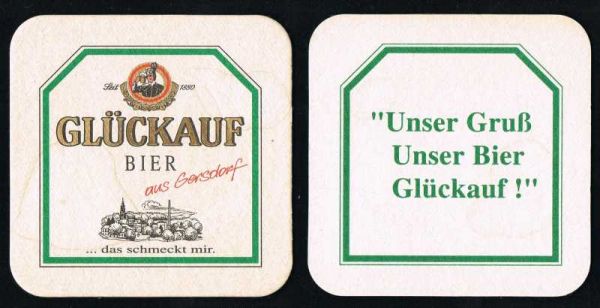 Seit 1880
GLÜCKAUF
BIER
aus Gersdorf
... das schmeckt mir.
"Unser Gruß
Unser Bier
Glückauf !"